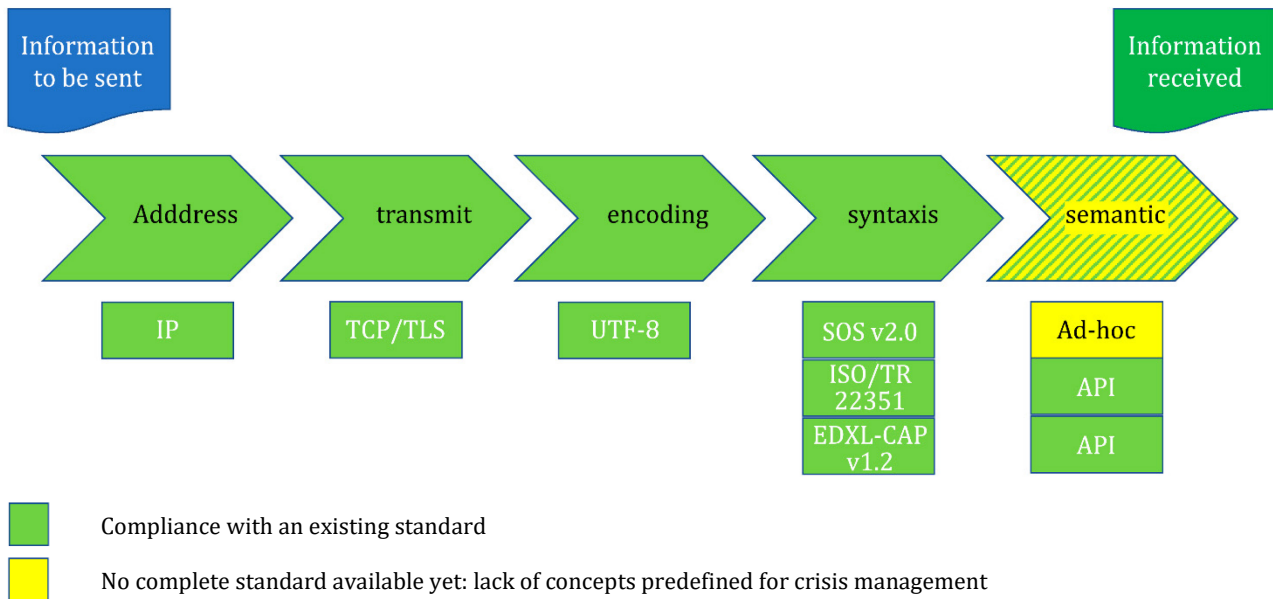 Information
to be sent
Information
received
Adddress
transmit
encoding
syntaxis
semantic
IP
TCP/TLS
UTF-8
SOS v2.0
Ad-hoc
ISO/TR
22351
API
EDXL-CAP
v1.2
API
Compliance with an existing standard
No complete standard available yet: lack of concepts predefined for crisis management